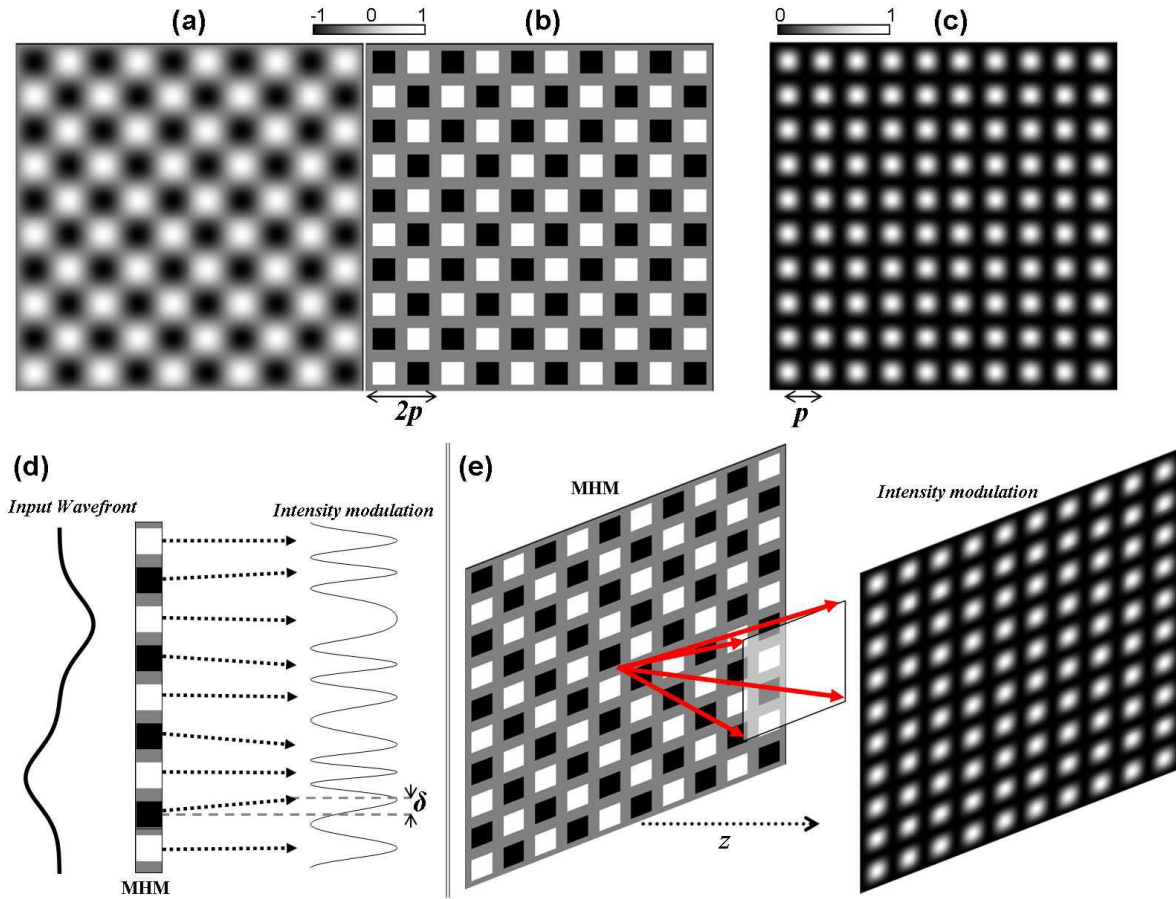 (a) -1 0 1 (b) 0 1 (c)
2p p
(d) (e)
Input Wavefront Intensity modulation
MHM
δ
MHM Intensity modulation
z